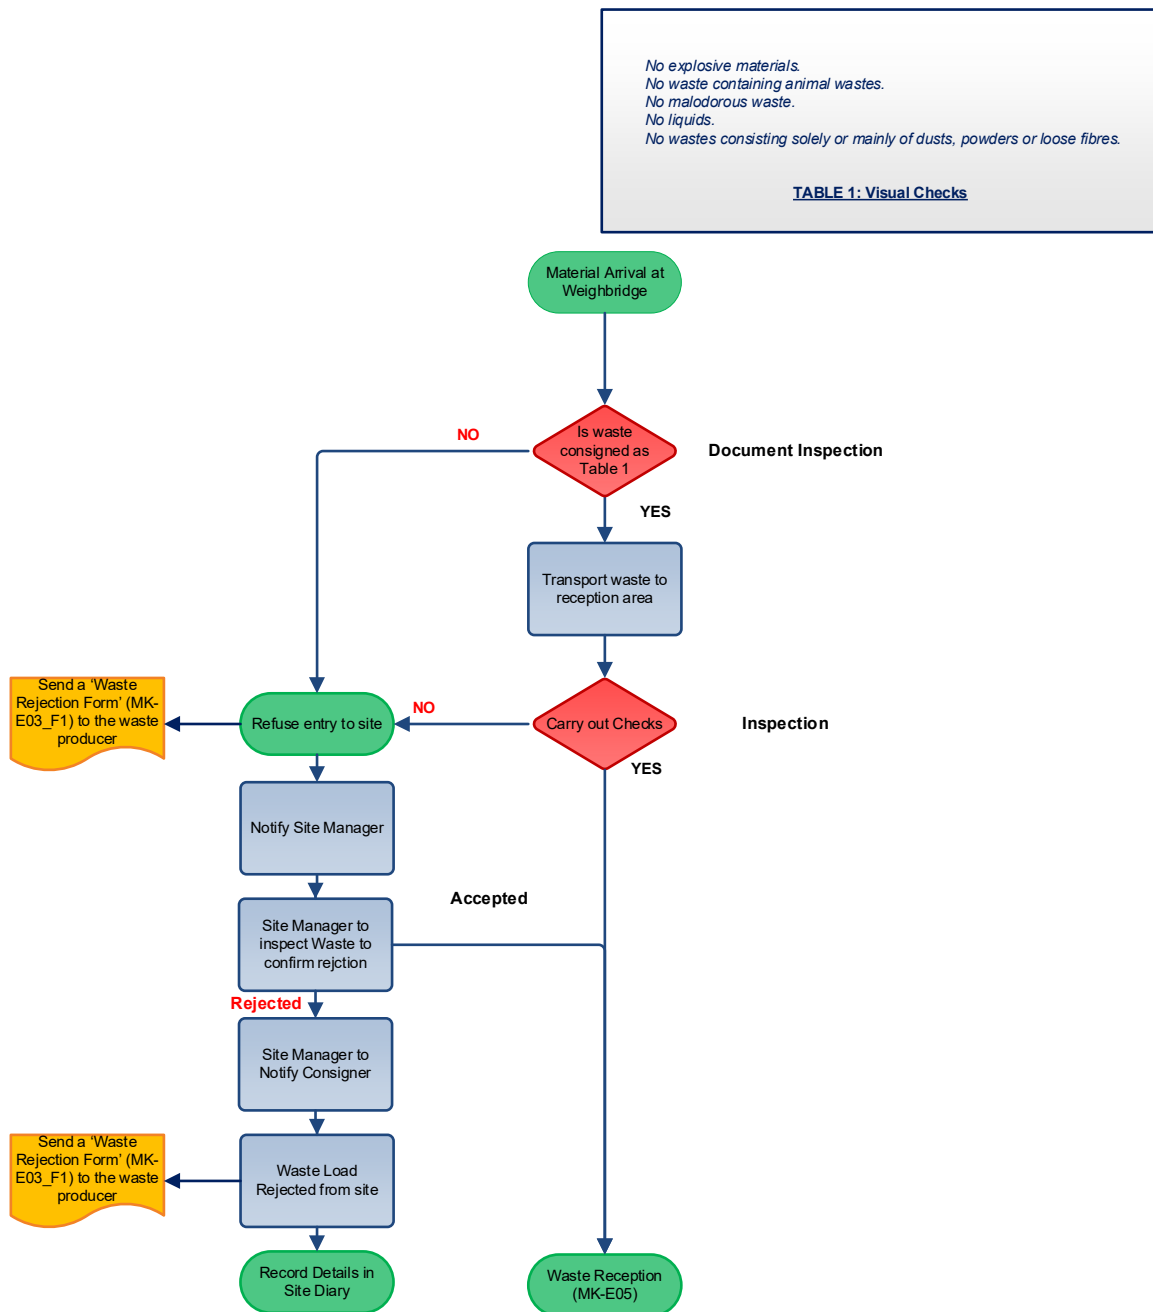 No explosive materials.
No waste containing animal wastes.
No malodorous waste.
No liquids.
No wastes consisting solely or mainly of dusts, powders or loose fibres.
TABLE 1: Visual Checks
Material Arrival at
Weighbridge
NO
Is waste
consigned as
Table 1
Document Inspection
YES
Transport waste to
reception area
Send a ‘Waste
Rejection Form’ (MK-
E03_F1) to the waste
producer
Refuse entry to site
NO
Carry out Checks
Inspection
YES
Notify Site Manager
Accepted
Site Manager to
inspect Waste to
confirm rejction
Rejected
Site Manager to
Notify Consigner
Send a ‘Waste
Rejection Form’ (MK-
E03_F1) to the waste
producer
Waste Load
Rejected from site
Record Details in
Site Diary
Waste Reception
(MK-E05)